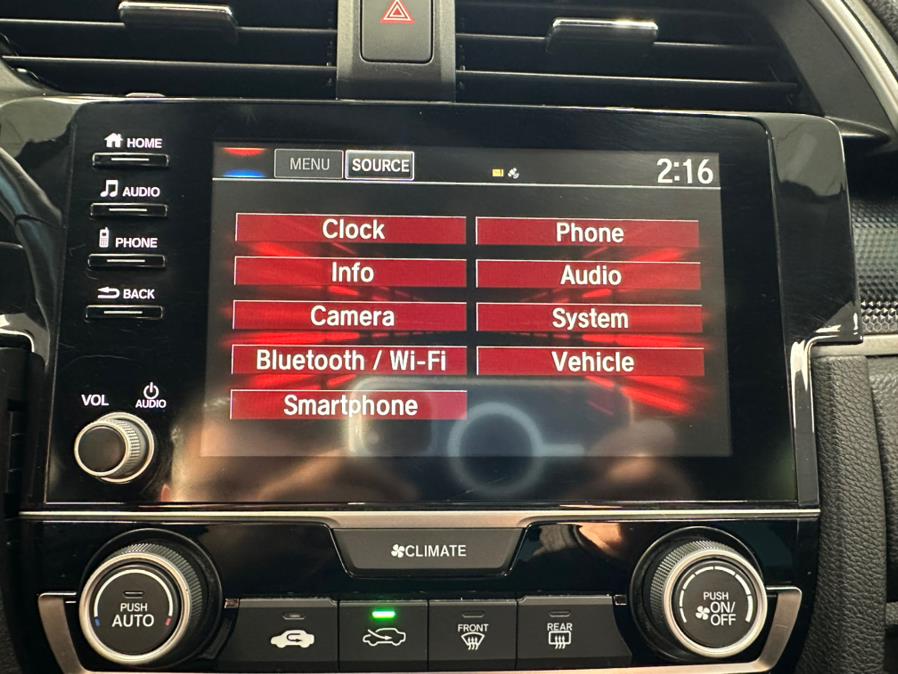 HOME
AUDIO
PHONE
BACK
VOL
AUDIO
MENU SOURCE 2:16
Clock Phone
Info Audio
Camera System
Bluetooth / Wi-Fi Vehicle
Smartphone
CLIMATE
PUSH
AUTO
FRONT
REAR
PUSH
ON/
OFF